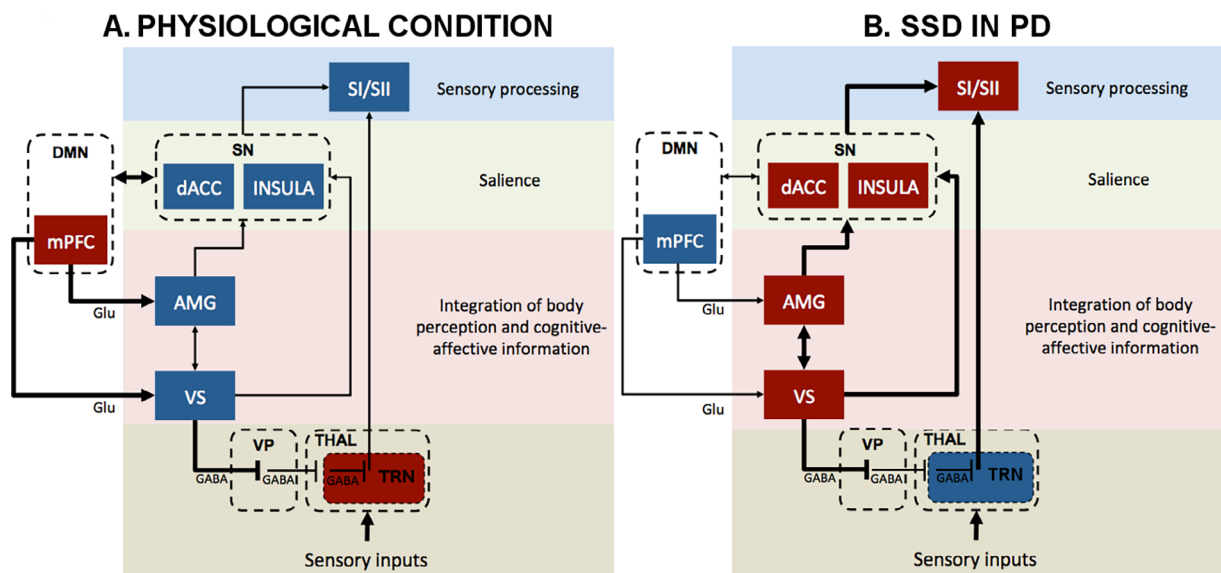 A. PHYSIOLOGICAL CONDITION
SI/SII
Sensory processing
DMN
SN
dACC
INSULA
Salience
mPFC
AMG
Glu
Integration of body
perception and cognitive-
affective information
VS
Glu
VP
THAL
GABA
GABA
GABA
TRN
Sensory inputs
B. SSD IN PD
SI/SII
Sensory processing
DMN
SN
dACC
INSULA
Salience
mPFC
AMG
Glu
Integration of body
perception and cognitive-
affective information
VS
Glu
VP
THAL
GABA
GABA
GABA
TRN
Sensory inputs